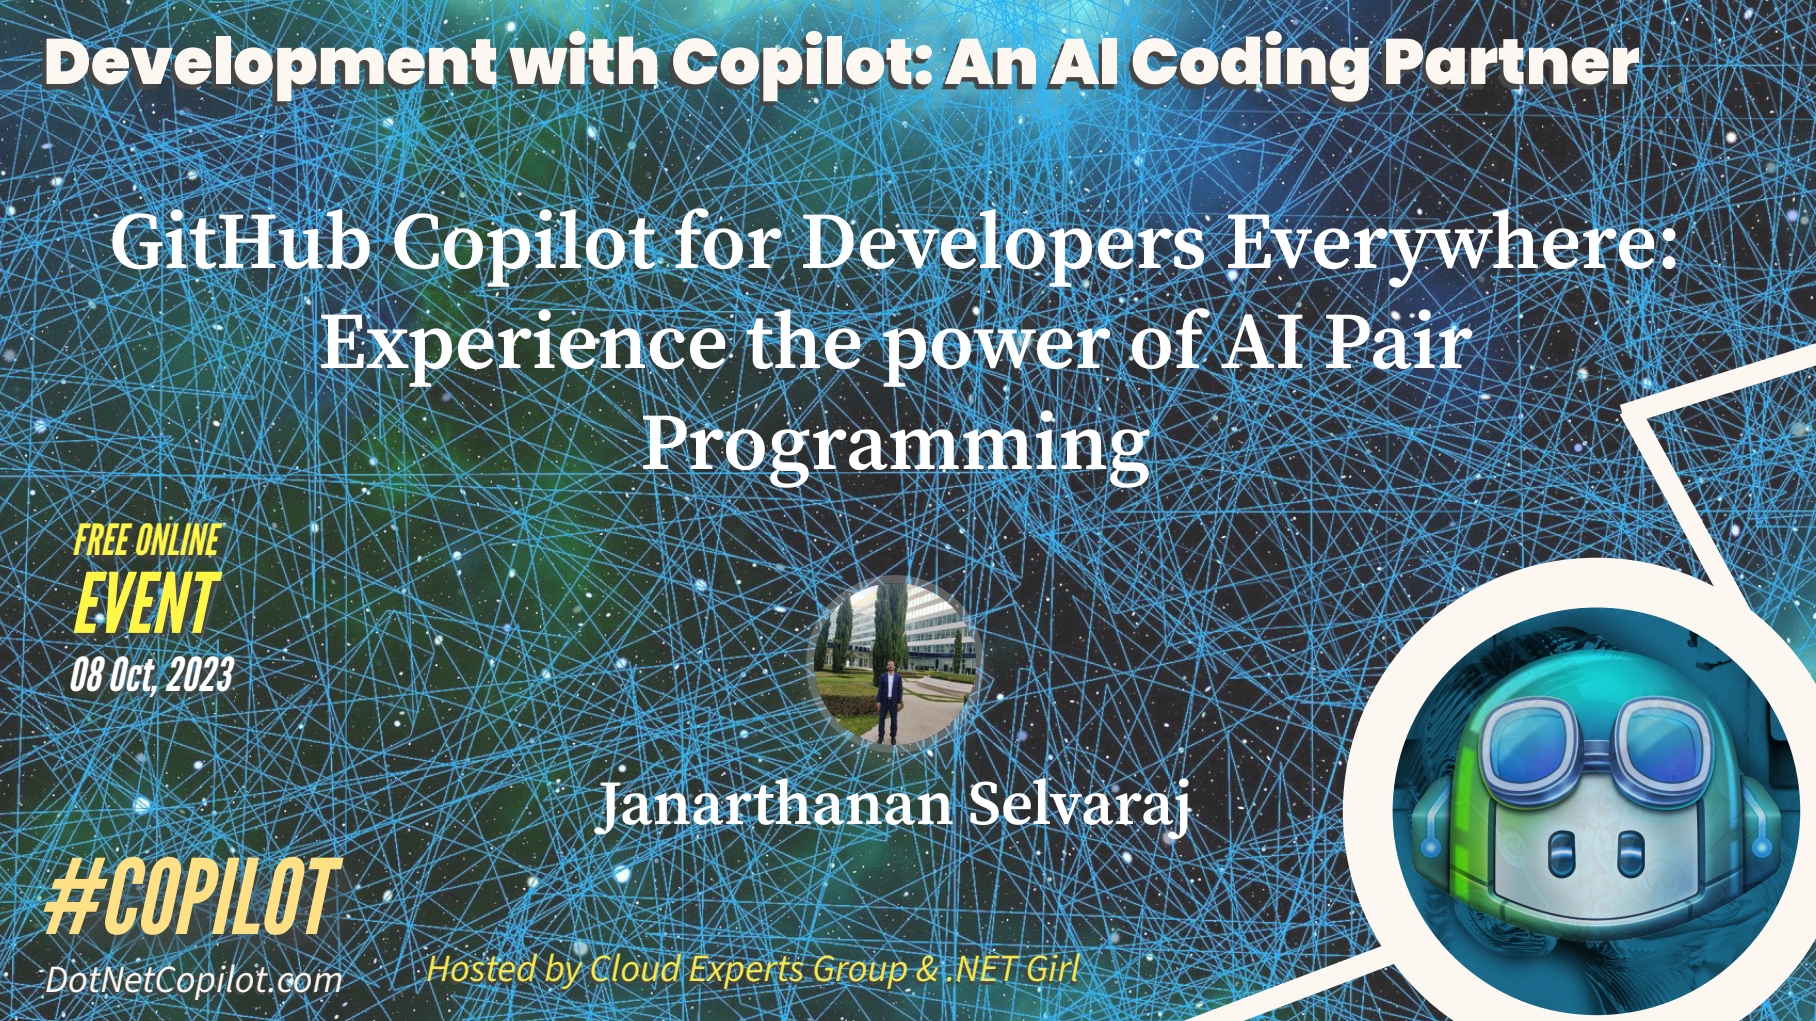 Development with Copilot: An AI Coding Partner
GitHub Copilot for Developers Everywhere:
Experience the power of AI Pair
Programming
FREE ONLINE
EVENT
08 Oct, 2023
Janarthanan Selvaraj
#COPILOT
DotNetCopilot.com
Hosted by Cloud Experts Group & .NET Girl